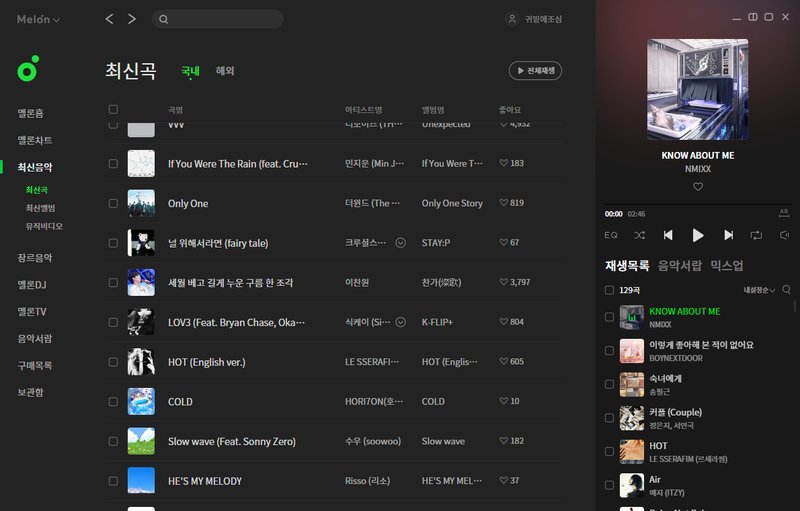 Melon
귀밑에조심
최신곡
국내
해외
전체재생
멜론홈
멜론차트
최신음악
최신곡
최신앨범
뮤직비디오
장르음악
멜론DJ
멜론TV
음악서랍
구매목록
보관함
곡명 아티스트명 앨범명 좋아요
VVV Unexpected 4,932
If You Were The Rain (feat. Cru··· 민지운 (Min J··· If You Were T··· 183
Only One 더윈드 (The ··· Only One Story 819
널 위해서라면 (fairy tale) 크루셜스··· STAY:P 67
세월 베고 길게 누운 구름 한 조각 이찬원 찬가(燦歌) 3,797
LOV3 (Feat. Bryan Chase, Oka··· 식케이 (Si··· K-FLIP+ 804
HOT (English ver.) LE SSERAFI··· HOT (Englis··· 605
COLD HORI7ON(호··· COLD 10
Slow wave (Feat. Sonny Zero) 수우 (soowoo) Slow wave 182
HE'S MY MELODY Risso (리소) HE'S MY MEL··· 37
KNOW ABOUT ME
NMIXX
00:00 02:46
AB
EQ
재생목록 음악서랍 믹스업
129곡 내설정순
KNOW ABOUT ME
NMIXX
이렇게 좋아해 본 적이 없어요
BOYNEXTDOOR
숙녀에게
송필근
커플 (Couple)
정은지, 서인국
HOT
LE SSERAFIM (르세라핌)
Air
예지 (ITZY)